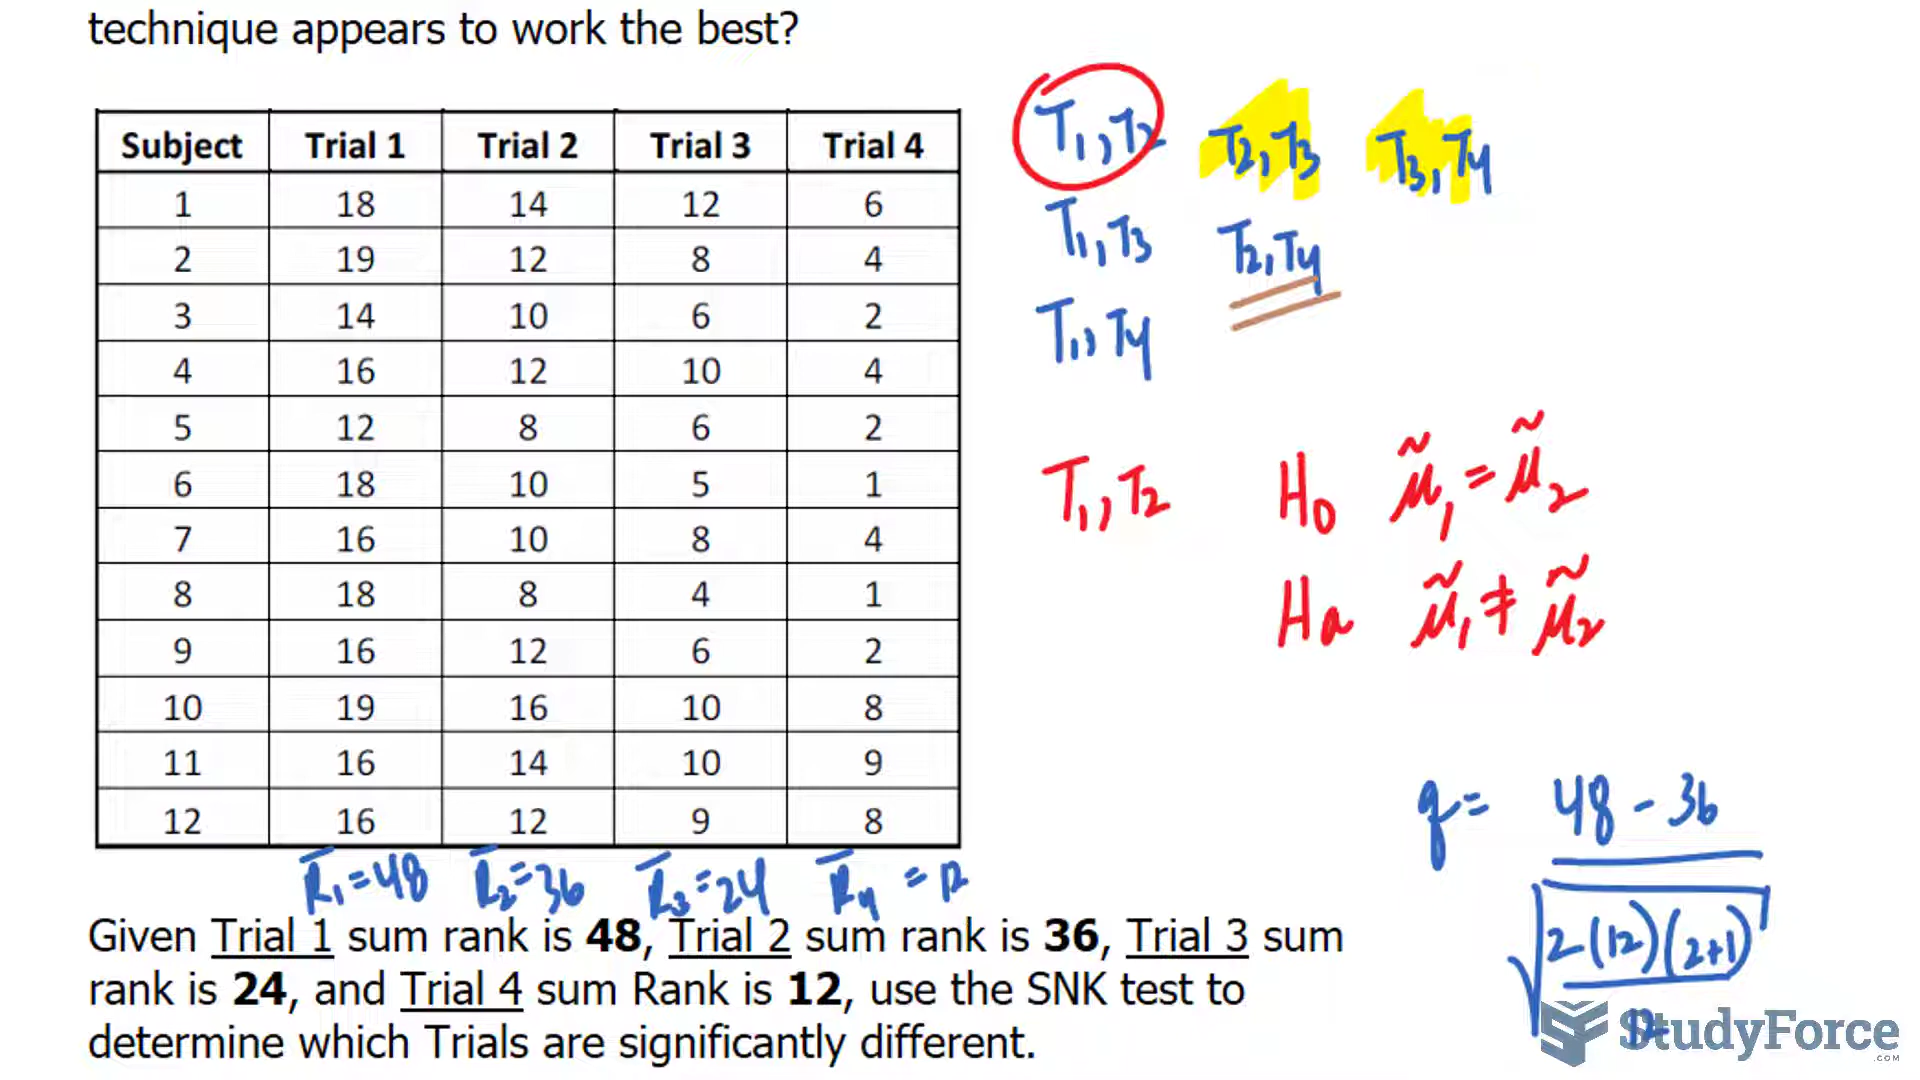 technique appears to work the best?
Subject Trial 1 Trial 2 Trial 3 Trial 4
1 18 14 12 6
2 19 12 8 4
3 14 10 6 2
4 16 12 10 4
5 12 8 6 2
6 18 10 5 1
7 16 10 8 4
8 18 8 4 1
9 16 12 6 2
10 19 16 10 8
11 16 14 10 9
12 16 12 9 8
R̅₁=48 R̅₂=36 R̅₃=24 R̅₄ =12
Given Trial 1 sum rank is 48, Trial 2 sum rank is 36, Trial 3 sum
rank is 24, and Trial 4 sum Rank is 12, use the SNK test to
determine which Trials are significantly different.
T₁,T₂ T₂,T₃ T₃,T₄
T₁,T₃ T₂,T₄
T₁,T₄
T₁,T₂ H₀ μ̃₁=μ̃₂
Ha μ̃₁≠μ̃₂
q= 48-36
√ 2(12)(2+1)
12
StudyForce
.COM